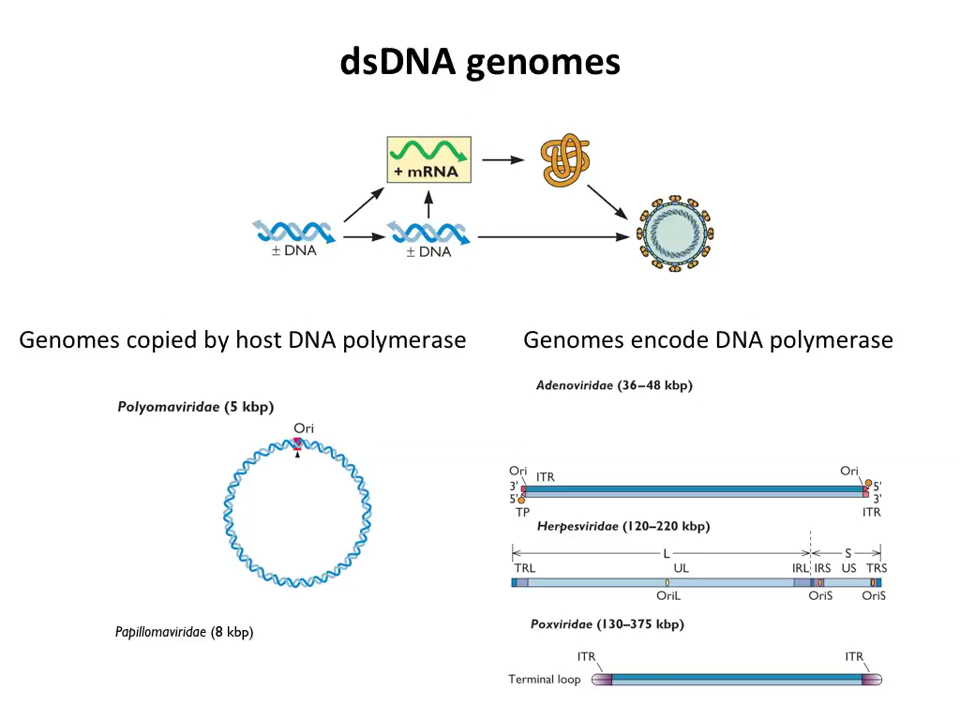 dsDNA genomes
+ mRNA
± DNA
± DNA
Genomes copied by host DNA polymerase
Genomes encode DNA polymerase
Polyomaviridae (5 kbp)
Ori
Papillomaviridae (8 kbp)
Adenoviridae (36–48 kbp)
Ori
ITR
Ori
3'
5'
5'
3'
TP
ITR
Herpesviridae (120–220 kbp)
L
S
TRL
UL
IRL
IRS
US
TRS
OriL
OriS
OriS
Poxviridae (130–375 kbp)
ITR
ITR
Terminal loop